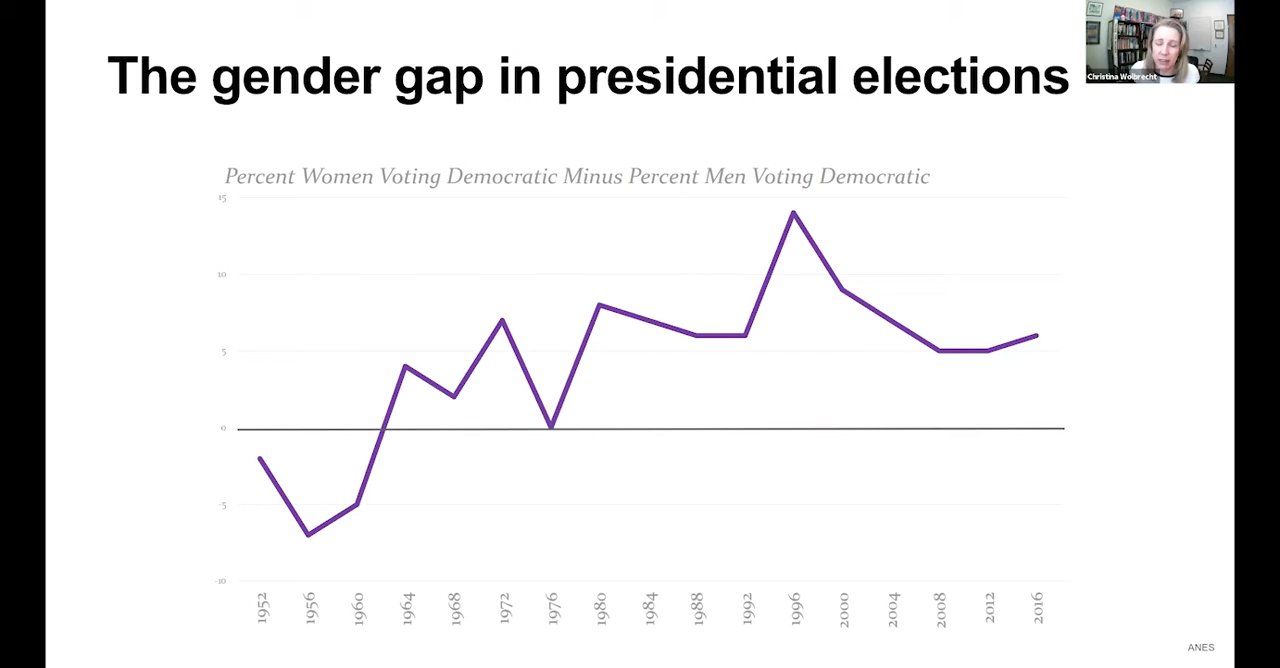 The gender gap in presidential elections
Christina Wolbrecht
Percent Women Voting Democratic Minus Percent Men Voting Democratic
15
10
5
0
-5
-10
1952 1956 1960 1964 1968 1972 1976 1980 1984 1988 1992 1996 2000 2004 2008 2012 2016
ANES